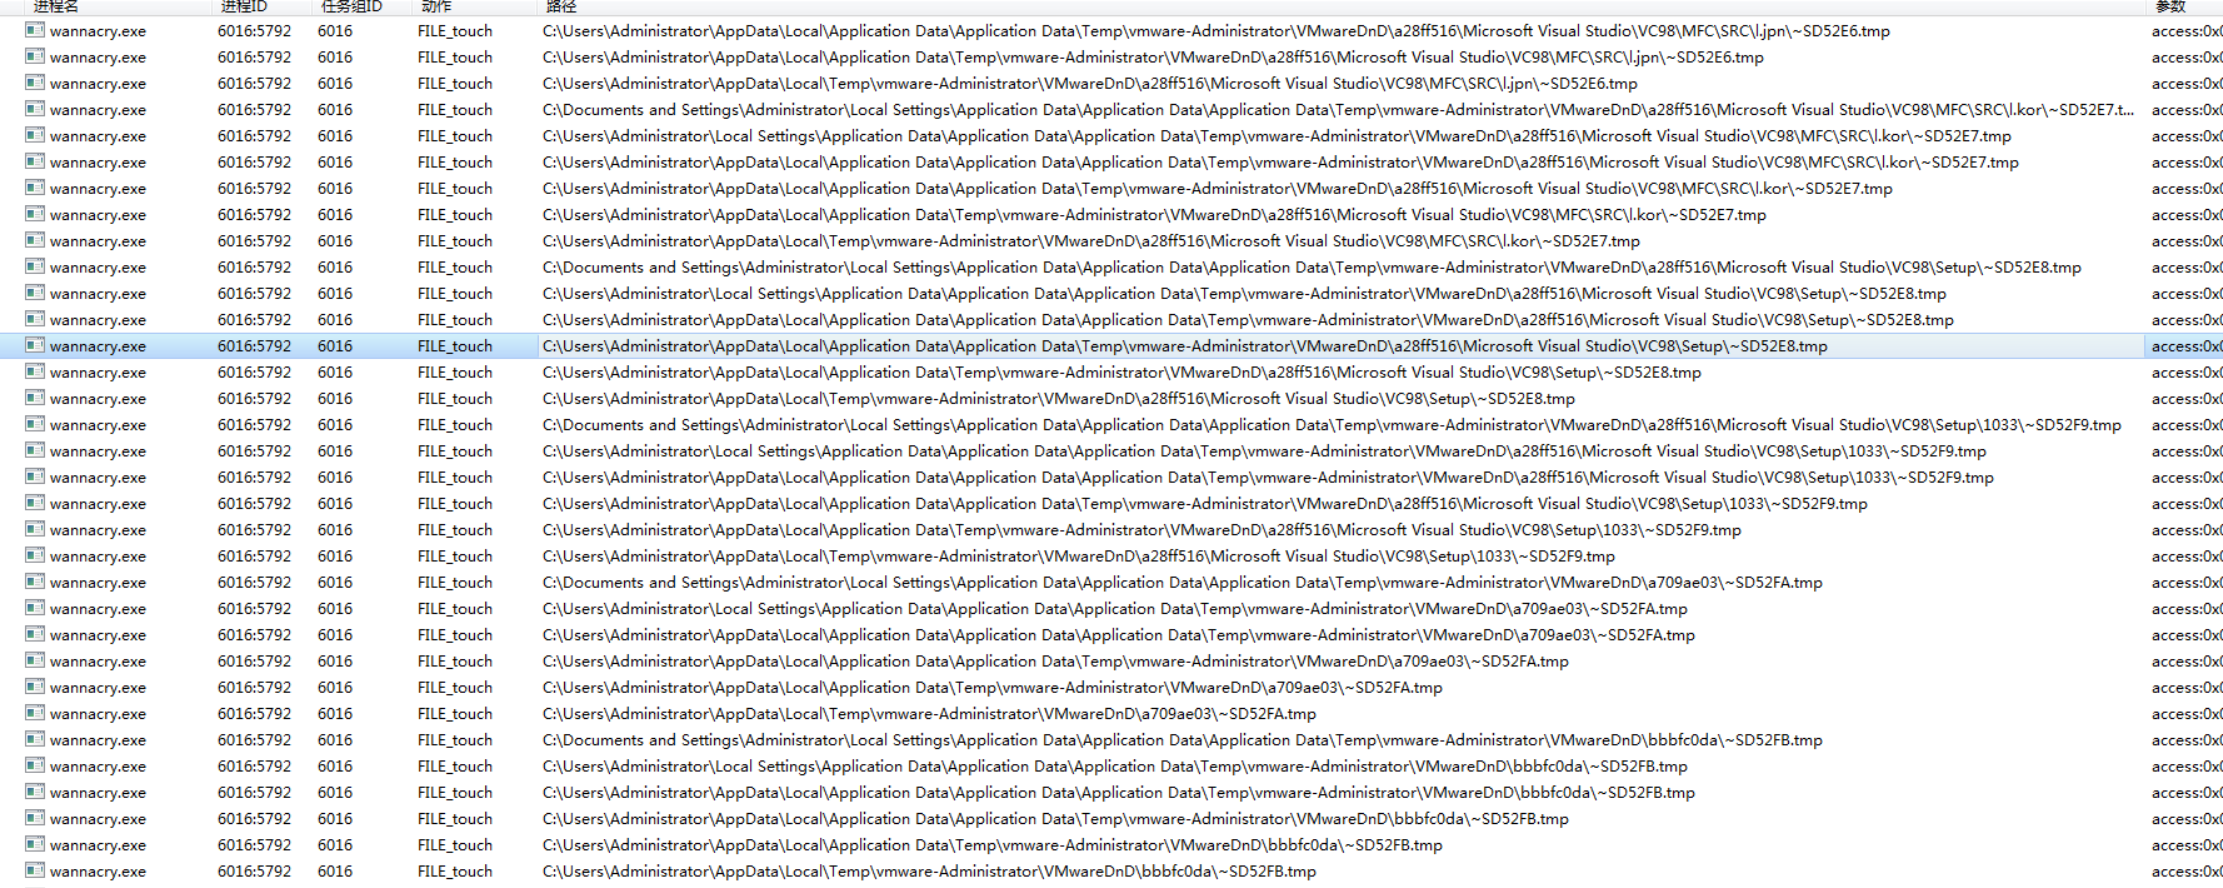 进程名 进程ID 任务组ID 动作 路径 参数
wannacry.exe 6016:5792 6016 FILE_touch C:\Users\Administrator\AppData\Local\Application Data\Application Data\Temp\vmware-Administrator\VMwareDnD\a28ff516\Microsoft Visual Studio\VC98\MFC\SRC\l.jpn\~SD52E6.tmp access:0x0
wannacry.exe 6016:5792 6016 FILE_touch C:\Users\Administrator\AppData\Local\Application Data\Temp\vmware-Administrator\VMwareDnD\a28ff516\Microsoft Visual Studio\VC98\MFC\SRC\l.jpn\~SD52E6.tmp access:0x0
wannacry.exe 6016:5792 6016 FILE_touch C:\Users\Administrator\AppData\Local\Temp\vmware-Administrator\VMwareDnD\a28ff516\Microsoft Visual Studio\VC98\MFC\SRC\l.jpn\~SD52E6.tmp access:0x0
wannacry.exe 6016:5792 6016 FILE_touch C:\Documents and Settings\Administrator\Local Settings\Application Data\Application Data\Application Data\Temp\vmware-Administrator\VMwareDnD\a28ff516\Microsoft Visual Studio\VC98\MFC\SRC\l.kor\~SD52E7.t... access:0x0
wannacry.exe 6016:5792 6016 FILE_touch C:\Users\Administrator\Local Settings\Application Data\Application Data\Application Data\Temp\vmware-Administrator\VMwareDnD\a28ff516\Microsoft Visual Studio\VC98\MFC\SRC\l.kor\~SD52E7.tmp access:0x0
wannacry.exe 6016:5792 6016 FILE_touch C:\Users\Administrator\AppData\Local\Application Data\Application Data\Application Data\Temp\vmware-Administrator\VMwareDnD\a28ff516\Microsoft Visual Studio\VC98\MFC\SRC\l.kor\~SD52E7.tmp access:0x0
wannacry.exe 6016:5792 6016 FILE_touch C:\Users\Administrator\AppData\Local\Application Data\Application Data\Temp\vmware-Administrator\VMwareDnD\a28ff516\Microsoft Visual Studio\VC98\MFC\SRC\l.kor\~SD52E7.tmp access:0x0
wannacry.exe 6016:5792 6016 FILE_touch C:\Users\Administrator\AppData\Local\Application Data\Temp\vmware-Administrator\VMwareDnD\a28ff516\Microsoft Visual Studio\VC98\MFC\SRC\l.kor\~SD52E7.tmp access:0x0
wannacry.exe 6016:5792 6016 FILE_touch C:\Users\Administrator\AppData\Local\Temp\vmware-Administrator\VMwareDnD\a28ff516\Microsoft Visual Studio\VC98\MFC\SRC\l.kor\~SD52E7.tmp access:0x0
wannacry.exe 6016:5792 6016 FILE_touch C:\Documents and Settings\Administrator\Local Settings\Application Data\Application Data\Application Data\Temp\vmware-Administrator\VMwareDnD\a28ff516\Microsoft Visual Studio\VC98\Setup\~SD52E8.tmp access:0x0
wannacry.exe 6016:5792 6016 FILE_touch C:\Users\Administrator\Local Settings\Application Data\Application Data\Application Data\Temp\vmware-Administrator\VMwareDnD\a28ff516\Microsoft Visual Studio\VC98\Setup\~SD52E8.tmp access:0x0
wannacry.exe 6016:5792 6016 FILE_touch C:\Users\Administrator\AppData\Local\Application Data\Application Data\Application Data\Temp\vmware-Administrator\VMwareDnD\a28ff516\Microsoft Visual Studio\VC98\Setup\~SD52E8.tmp access:0x0
wannacry.exe 6016:5792 6016 FILE_touch C:\Users\Administrator\AppData\Local\Application Data\Application Data\Temp\vmware-Administrator\VMwareDnD\a28ff516\Microsoft Visual Studio\VC98\Setup\~SD52E8.tmp access:0x0
wannacry.exe 6016:5792 6016 FILE_touch C:\Users\Administrator\AppData\Local\Application Data\Temp\vmware-Administrator\VMwareDnD\a28ff516\Microsoft Visual Studio\VC98\Setup\~SD52E8.tmp access:0x0
wannacry.exe 6016:5792 6016 FILE_touch C:\Users\Administrator\AppData\Local\Temp\vmware-Administrator\VMwareDnD\a28ff516\Microsoft Visual Studio\VC98\Setup\~SD52E8.tmp access:0x0
wannacry.exe 6016:5792 6016 FILE_touch C:\Documents and Settings\Administrator\Local Settings\Application Data\Application Data\Application Data\Temp\vmware-Administrator\VMwareDnD\a28ff516\Microsoft Visual Studio\VC98\Setup\1033\~SD52F9.tmp access:0x0
wannacry.exe 6016:5792 6016 FILE_touch C:\Users\Administrator\Local Settings\Application Data\Application Data\Application Data\Temp\vmware-Administrator\VMwareDnD\a28ff516\Microsoft Visual Studio\VC98\Setup\1033\~SD52F9.tmp access:0x0
wannacry.exe 6016:5792 6016 FILE_touch C:\Users\Administrator\AppData\Local\Application Data\Application Data\Application Data\Temp\vmware-Administrator\VMwareDnD\a28ff516\Microsoft Visual Studio\VC98\Setup\1033\~SD52F9.tmp access:0x0
wannacry.exe 6016:5792 6016 FILE_touch C:\Users\Administrator\AppData\Local\Application Data\Application Data\Temp\vmware-Administrator\VMwareDnD\a28ff516\Microsoft Visual Studio\VC98\Setup\1033\~SD52F9.tmp access:0x0
wannacry.exe 6016:5792 6016 FILE_touch C:\Users\Administrator\AppData\Local\Application Data\Temp\vmware-Administrator\VMwareDnD\a28ff516\Microsoft Visual Studio\VC98\Setup\1033\~SD52F9.tmp access:0x0
wannacry.exe 6016:5792 6016 FILE_touch C:\Users\Administrator\AppData\Local\Temp\vmware-Administrator\VMwareDnD\a28ff516\Microsoft Visual Studio\VC98\Setup\1033\~SD52F9.tmp access:0x0
wannacry.exe 6016:5792 6016 FILE_touch C:\Documents and Settings\Administrator\Local Settings\Application Data\Application Data\Application Data\Temp\vmware-Administrator\VMwareDnD\a709ae03\~SD52FA.tmp access:0x0
wannacry.exe 6016:5792 6016 FILE_touch C:\Users\Administrator\Local Settings\Application Data\Application Data\Application Data\Temp\vmware-Administrator\VMwareDnD\a709ae03\~SD52FA.tmp access:0x0
wannacry.exe 6016:5792 6016 FILE_touch C:\Users\Administrator\AppData\Local\Application Data\Application Data\Application Data\Temp\vmware-Administrator\VMwareDnD\a709ae03\~SD52FA.tmp access:0x0
wannacry.exe 6016:5792 6016 FILE_touch C:\Users\Administrator\AppData\Local\Application Data\Application Data\Temp\vmware-Administrator\VMwareDnD\a709ae03\~SD52FA.tmp access:0x0
wannacry.exe 6016:5792 6016 FILE_touch C:\Users\Administrator\AppData\Local\Application Data\Temp\vmware-Administrator\VMwareDnD\a709ae03\~SD52FA.tmp access:0x0
wannacry.exe 6016:5792 6016 FILE_touch C:\Users\Administrator\AppData\Local\Temp\vmware-Administrator\VMwareDnD\a709ae03\~SD52FA.tmp access:0x0
wannacry.exe 6016:5792 6016 FILE_touch C:\Documents and Settings\Administrator\Local Settings\Application Data\Application Data\Application Data\Temp\vmware-Administrator\VMwareDnD\bbbfc0da\~SD52FB.tmp access:0x0
wannacry.exe 6016:5792 6016 FILE_touch C:\Users\Administrator\Local Settings\Application Data\Application Data\Application Data\Temp\vmware-Administrator\VMwareDnD\bbbfc0da\~SD52FB.tmp access:0x0
wannacry.exe 6016:5792 6016 FILE_touch C:\Users\Administrator\AppData\Local\Application Data\Application Data\Application Data\Temp\vmware-Administrator\VMwareDnD\bbbfc0da\~SD52FB.tmp access:0x0
wannacry.exe 6016:5792 6016 FILE_touch C:\Users\Administrator\AppData\Local\Application Data\Application Data\Temp\vmware-Administrator\VMwareDnD\bbbfc0da\~SD52FB.tmp access:0x0
wannacry.exe 6016:5792 6016 FILE_touch C:\Users\Administrator\AppData\Local\Application Data\Temp\vmware-Administrator\VMwareDnD\bbbfc0da\~SD52FB.tmp access:0x0
wannacry.exe 6016:5792 6016 FILE_touch C:\Users\Administrator\AppData\Local\Temp\vmware-Administrator\VMwareDnD\bbbfc0da\~SD52FB.tmp access:0x0